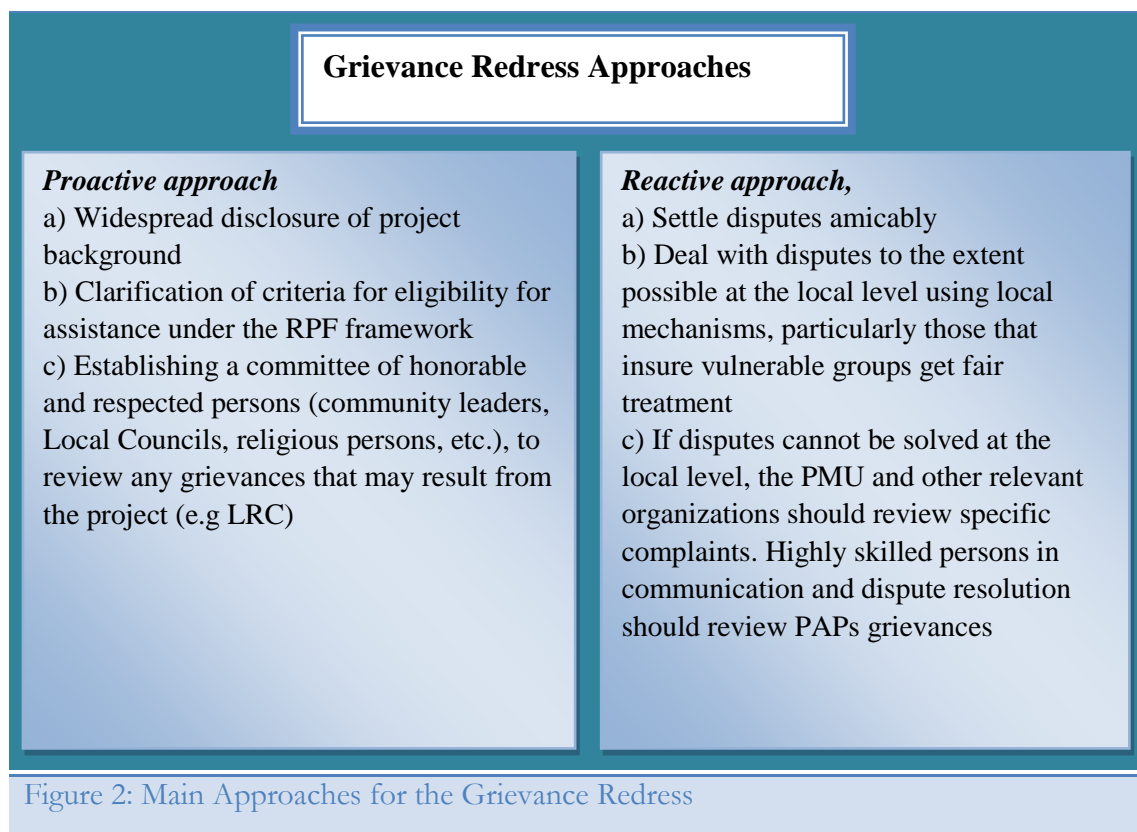 Grievance Redress Approaches
Proactive approach
a) Widespread disclosure of project
background
b) Clarification of criteria for eligibility for
assistance under the RPF framework
c) Establishing a committee of honorable
and respected persons (community leaders,
Local Councils, religious persons, etc.), to
review any grievances that may result from
the project (e.g LRC)
Reactive approach,
a) Settle disputes amicably
b) Deal with disputes to the extent
possible at the local level using local
mechanisms, particularly those that
insure vulnerable groups get fair
treatment
c) If disputes cannot be solved at the
local level, the PMU and other relevant
organizations should review specific
complaints. Highly skilled persons in
communication and dispute resolution
should review PAPs grievances
Figure 2: Main Approaches for the Grievance Redress